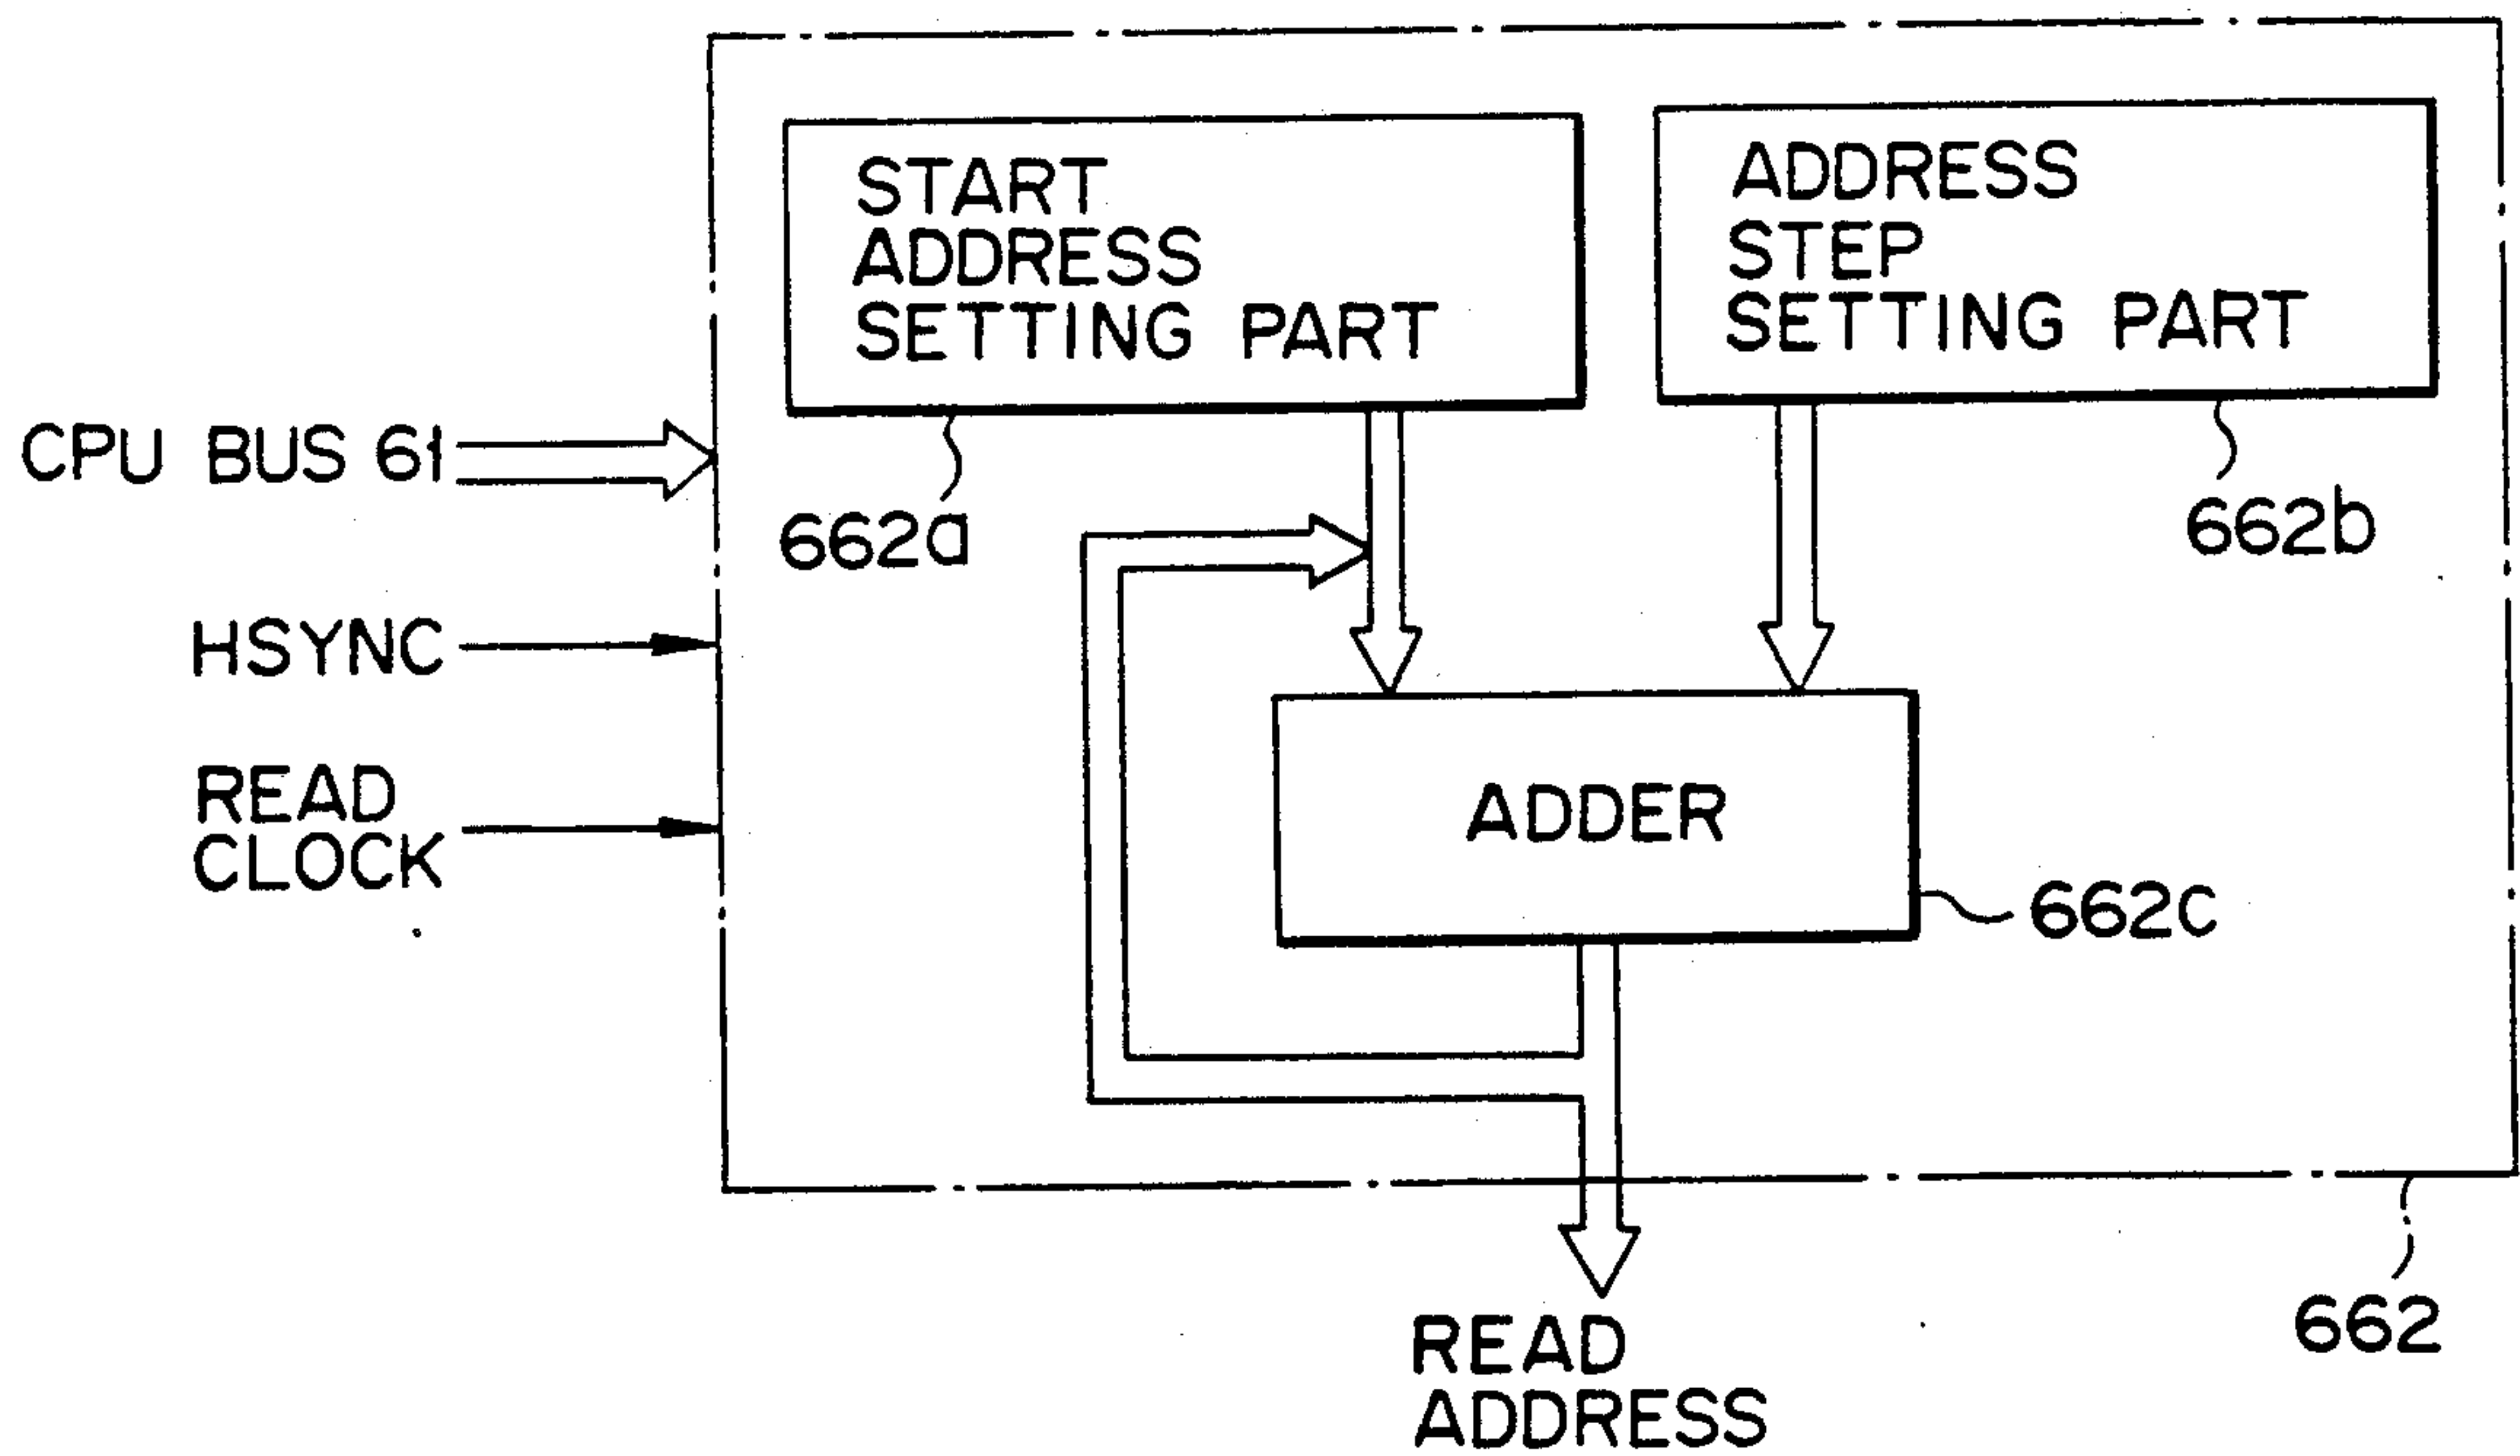 START
ADDRESS
SETTING PART
ADDRESS
STEP
SETTING PART
CPU BUS 61
662a
662b
HSYNC
READ
CLOCK
ADDER
662c
READ
ADDRESS
662